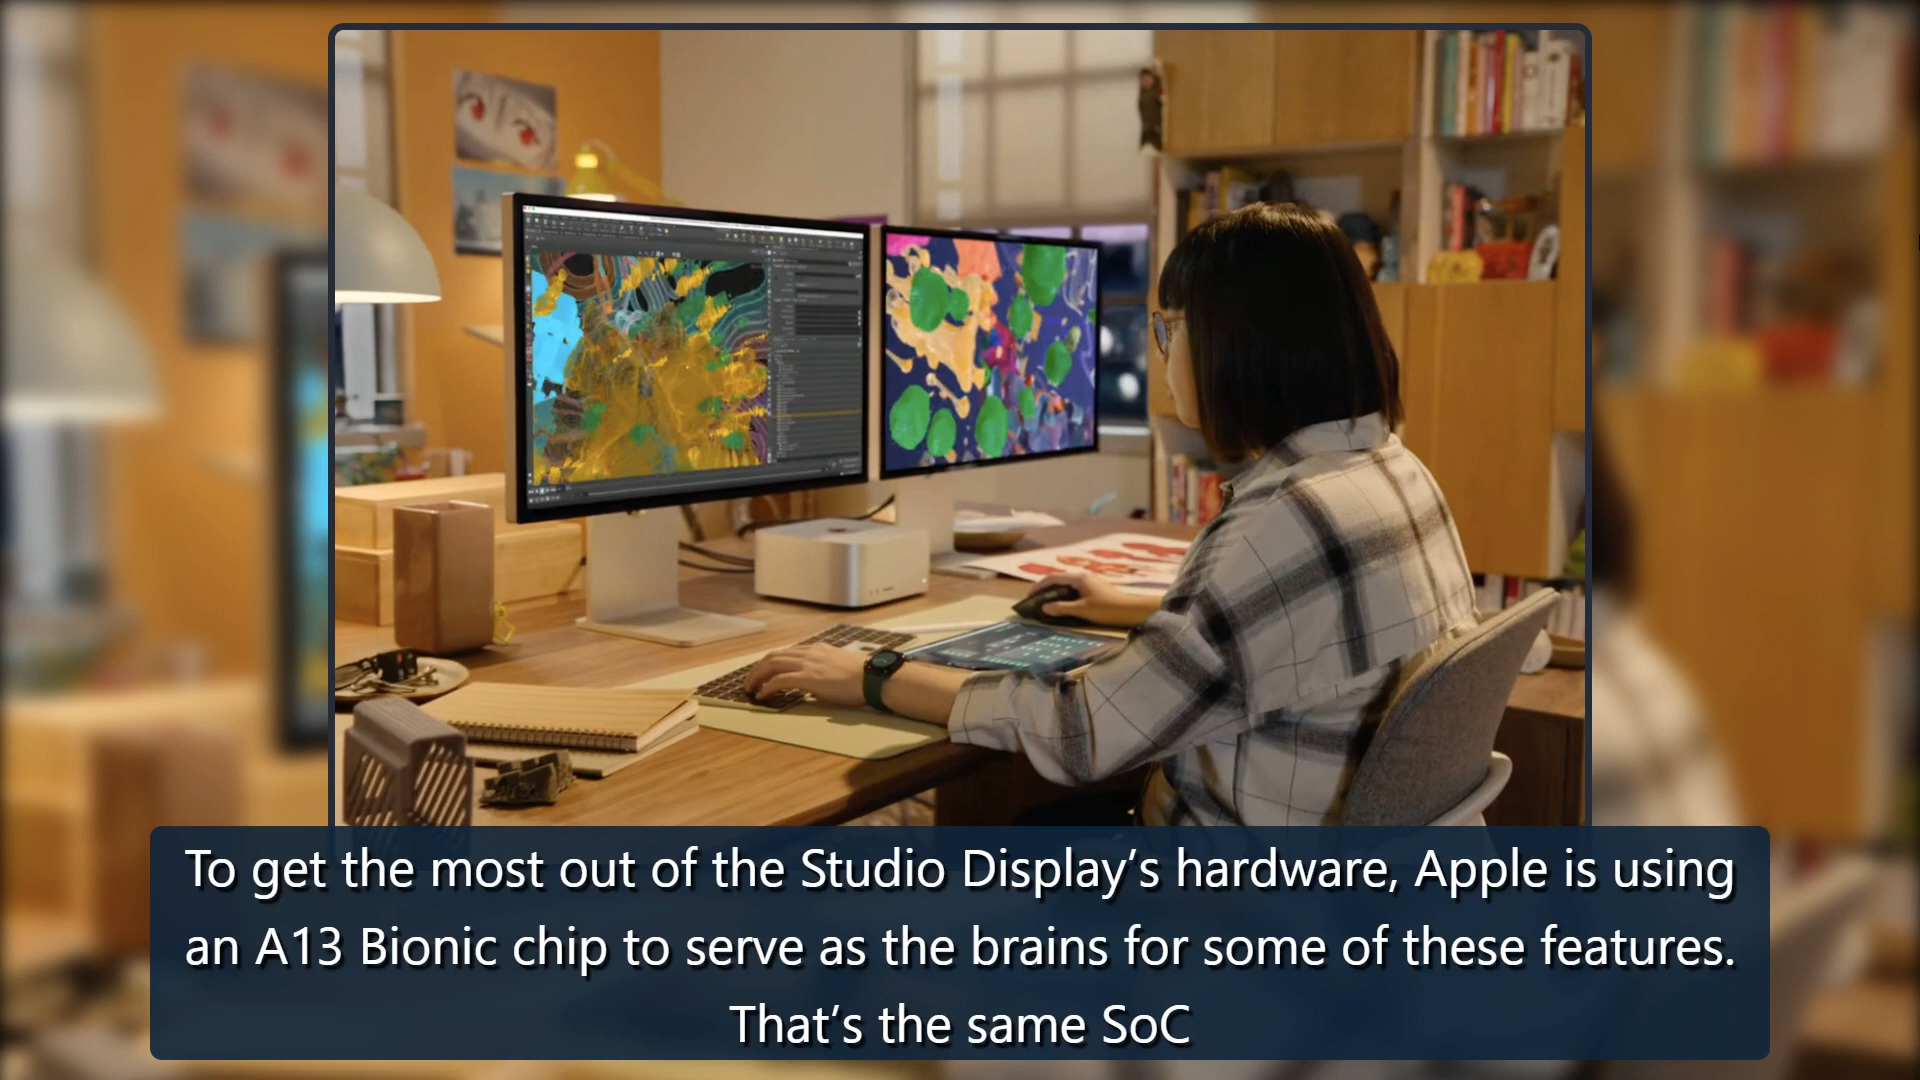 To get the most out of the Studio Display’s hardware, Apple is using
an A13 Bionic chip to serve as the brains for some of these features.
That’s the same SoC